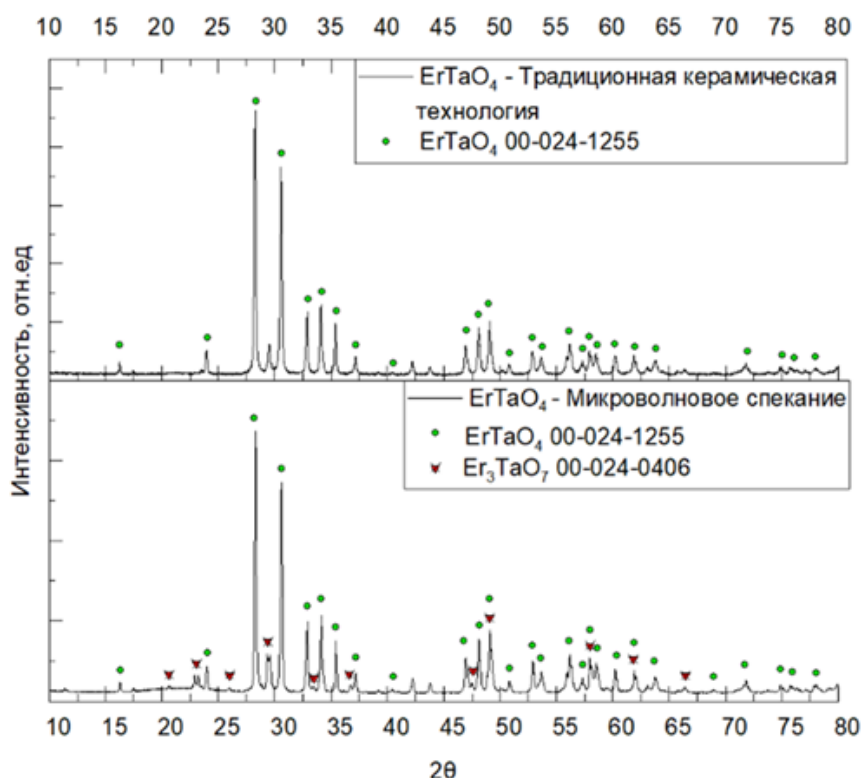 10 15 20 25 30 35 40 45 50 55 60 65 70 75 80
ErTaO₄ - Традиционная керамическая
технология
ErTaO₄ 00-024-1255
Интенсивность, отн.ед
ErTaO₄ - Микроволновое спекание
ErTaO₄ 00-024-1255
Er₃TaO₇ 00-024-0406
10 15 20 25 30 35 40 45 50 55 60 65 70 75 80
2θ